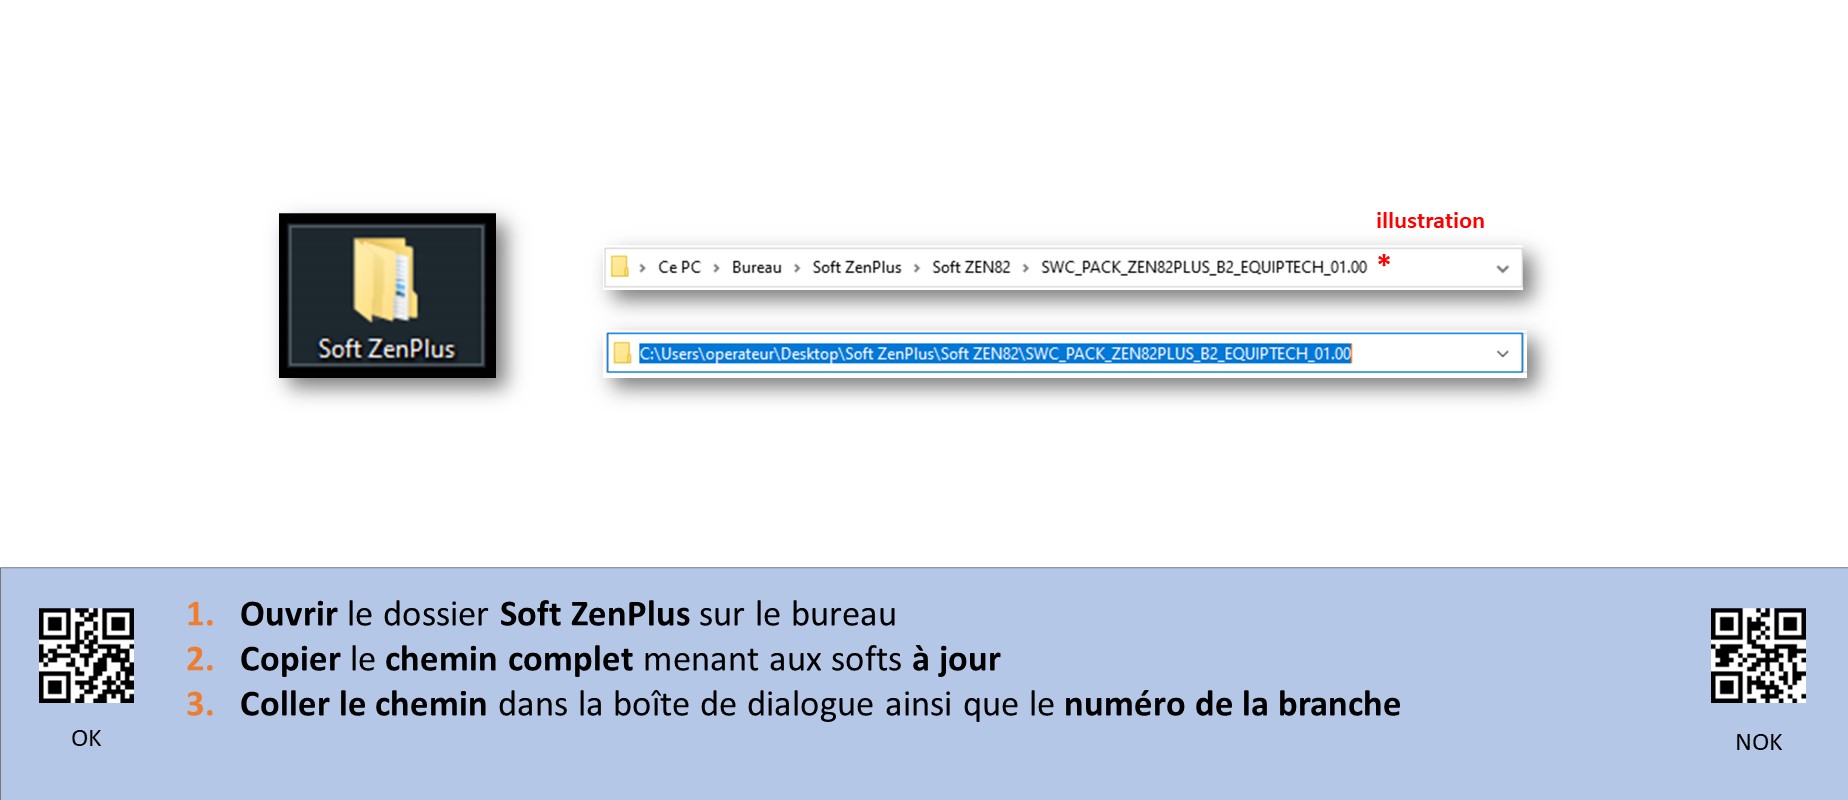 illustration
Ce PC > Bureau > Soft ZenPlus > Soft ZEN82 > SWC_PACK_ZEN82PLUS_B2_EQUIPTECH_01.00 *
Soft ZenPlus
C:\Users\operateur\Desktop\Soft ZenPlus\Soft ZEN82\SWC_PACK_ZEN82PLUS_B2_EQUIPTECH_01.00
1. Ouvrir le dossier Soft ZenPlus sur le bureau
2. Copier le chemin complet menant aux softs à jour
3. Coller le chemin dans la boîte de dialogue ainsi que le numéro de la branche
OK
NOK